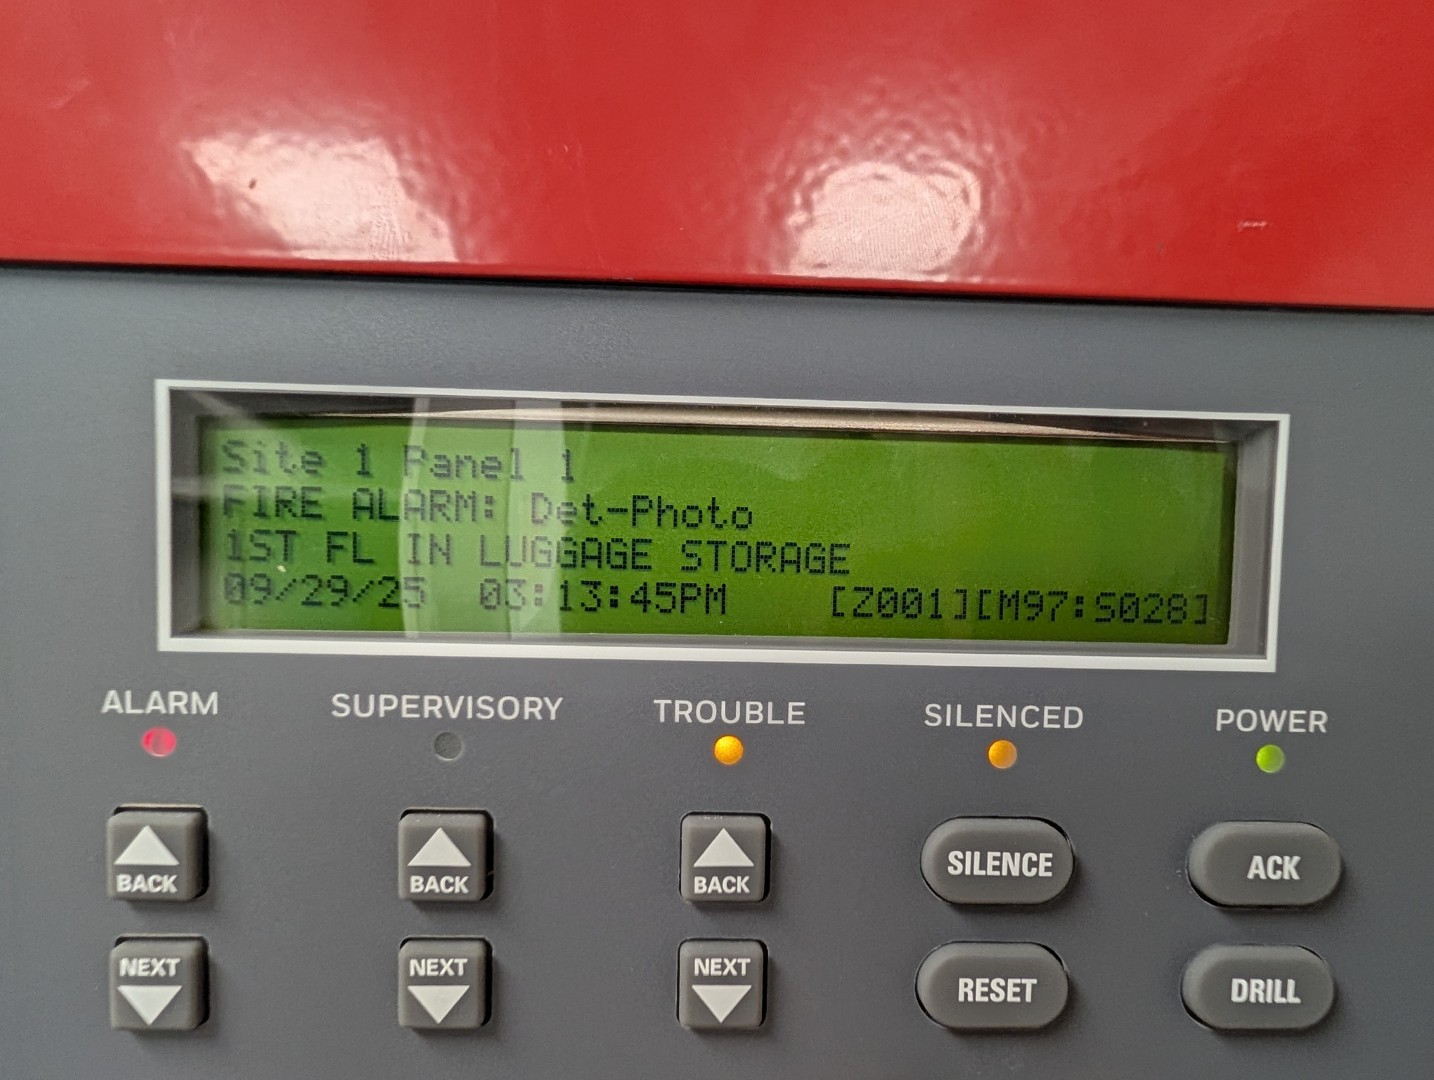 Site 1 Panel 1
FIRE ALARM: Det-Photo
1ST FL IN LUGGAGE STORAGE
09/29/25 03:13:45PM [Z001][M97:S028]
ALARM SUPERVISORY TROUBLE SILENCED POWER
BACK BACK BACK SILENCE ACK
NEXT NEXT NEXT RESET DRILL